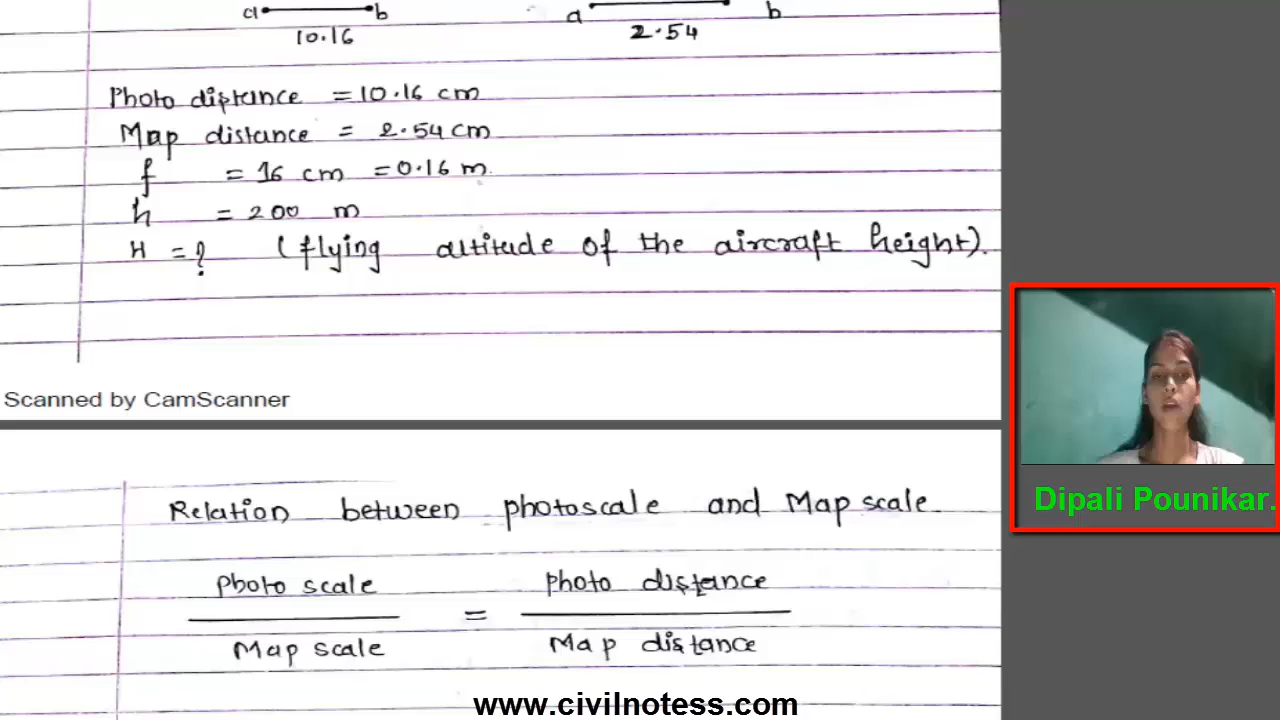 a b a b
10.16 2.54
Photo diptance = 10.16 cm
Map distance = 2.54 cm
f = 16 cm = 0.16 m.
h = 200 m
H = ? (flying altitude of the aircraft height).
Scanned by CamScanner
Relation between photoscale and Map scale.
Photo scale = Photo distance
Map scale Map distance
Dipali Pounikar.
www.civilnotess.com